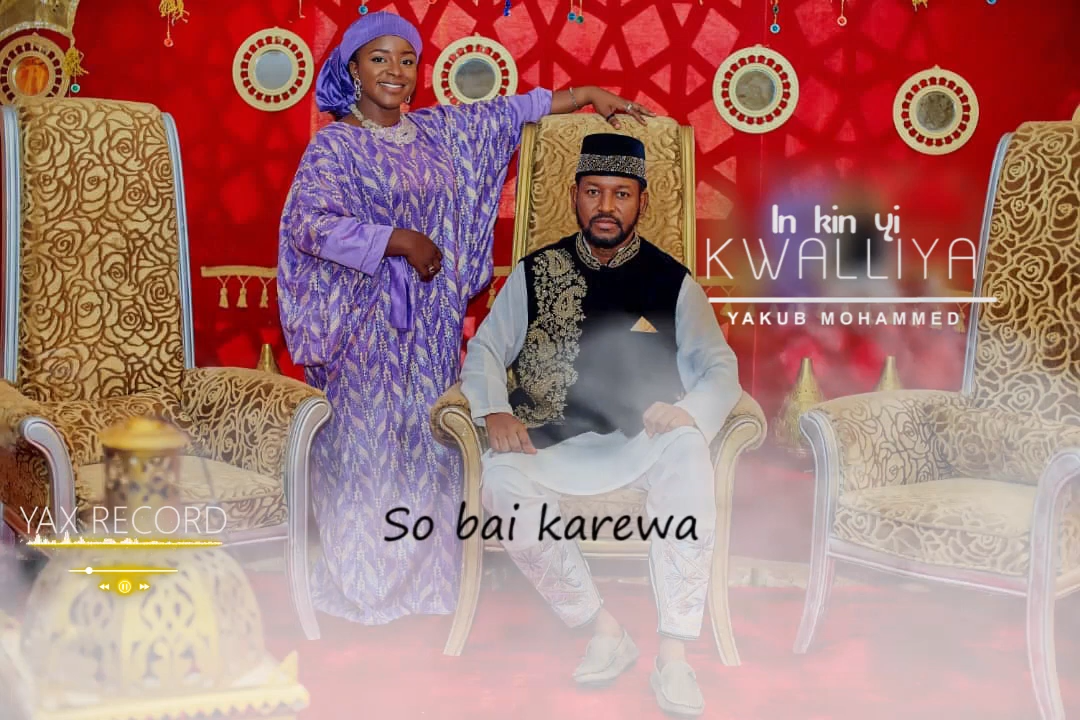 In kin yi
KWALLIYA
YAKUB MOHAMMED
So bai karewa
YAX RECORD